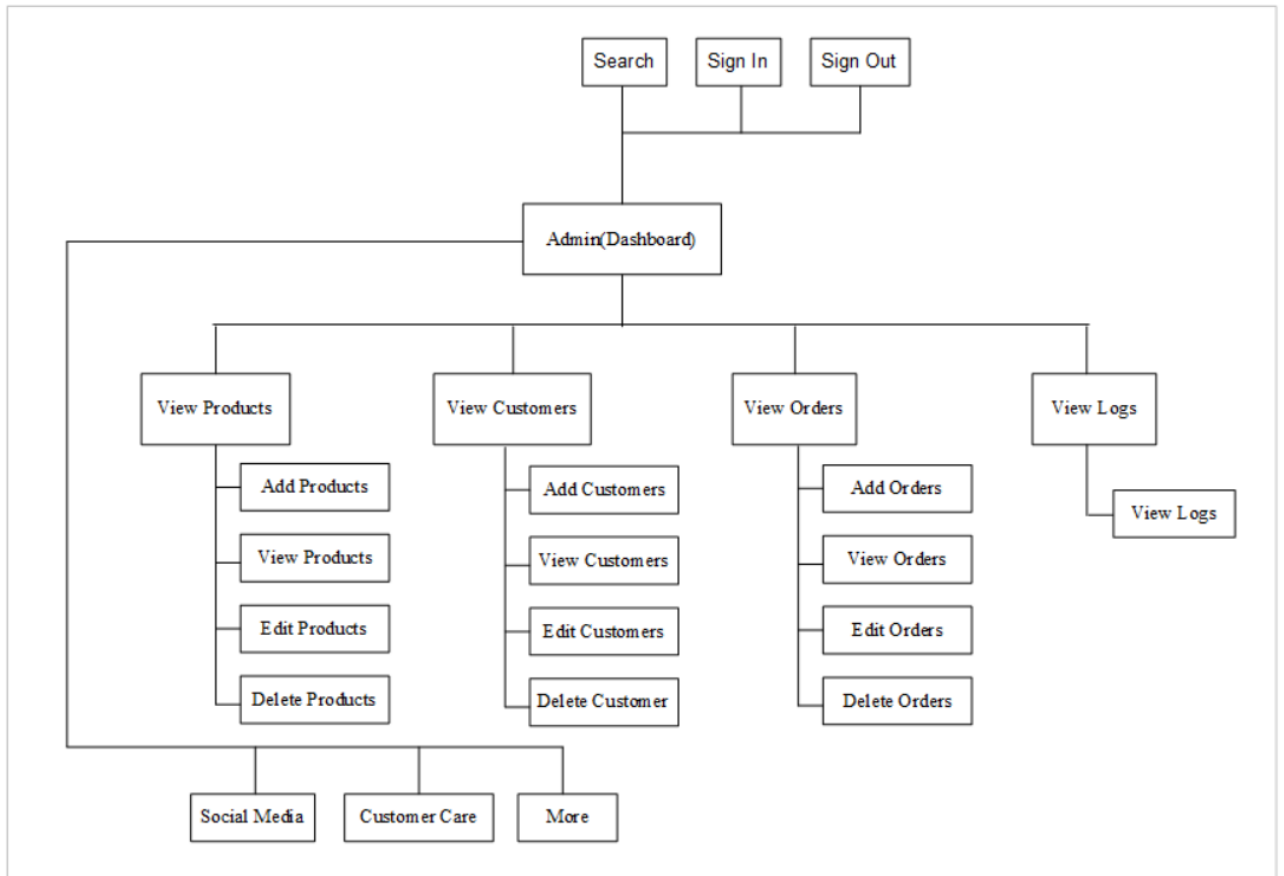 Search
Sign In
Sign Out
Admin(Dashboard)
View Products
View Customers
View Orders
View Logs
Add Products
Add Customers
Add Orders
View Logs
View Products
View Customers
View Orders
Edit Products
Edit Customers
Edit Orders
Delete Products
Delete Customer
Delete Orders
Social Media
Customer Care
More